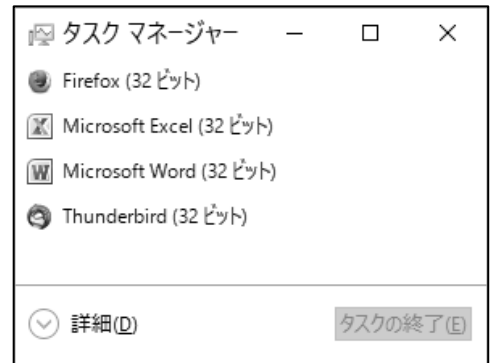 タスク マネージャー
Firefox (32 ビット)
Microsoft Excel (32 ビット)
Microsoft Word (32 ビット)
Thunderbird (32 ビット)
詳細(D) タスクの終了(E)